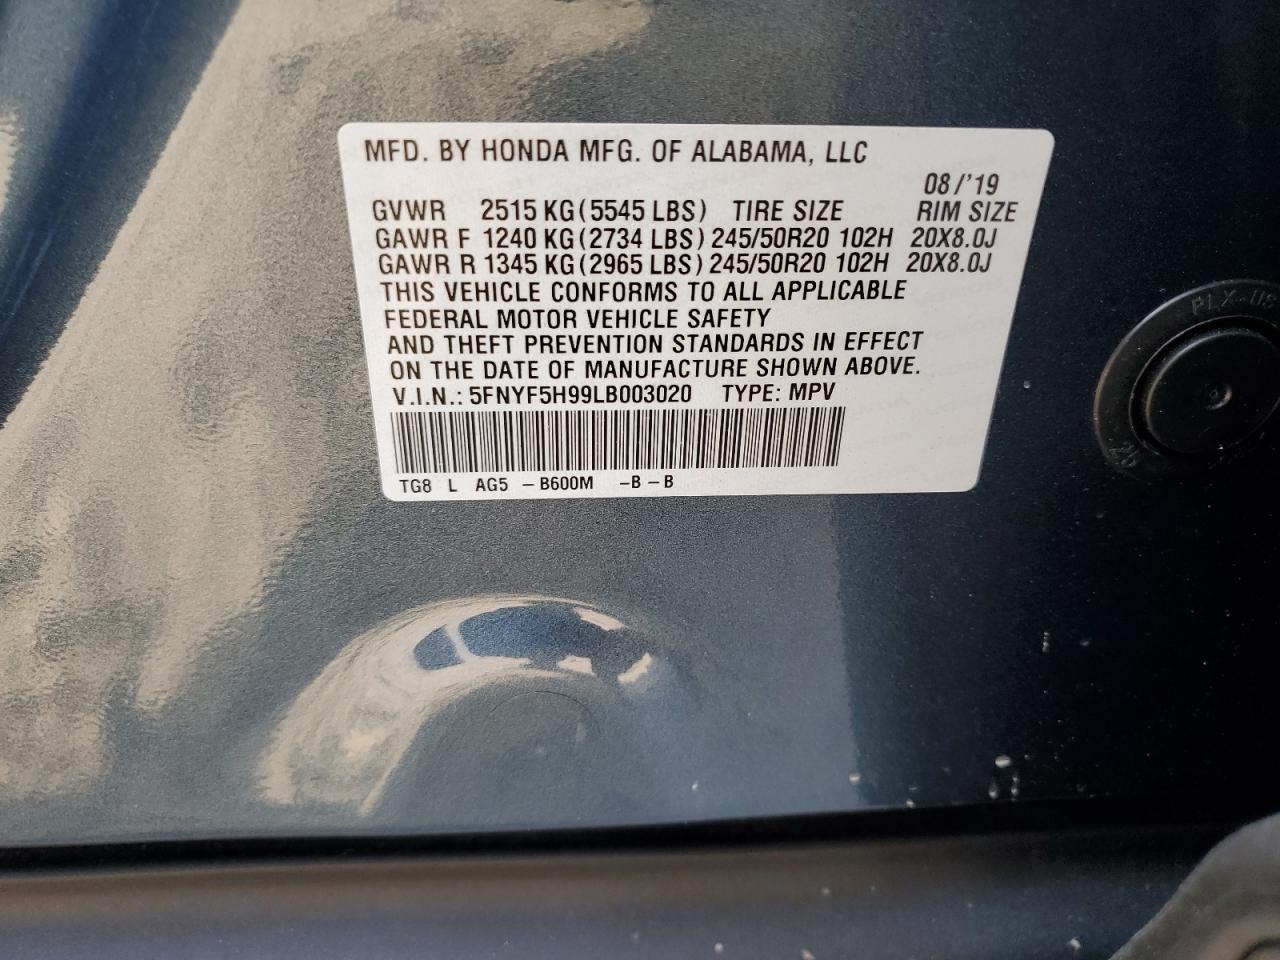 MFD. BY HONDA MFG. OF ALABAMA, LLC
08/'19
GVWR 2515 KG(5545 LBS) TIRE SIZE RIM SIZE
GAWR F 1240 KG(2734 LBS) 245/50R20 102H 20X8.0J
GAWR R 1345 KG(2965 LBS) 245/50R20 102H 20X8.0J
THIS VEHICLE CONFORMS TO ALL APPLICABLE
FEDERAL MOTOR VEHICLE SAFETY
AND THEFT PREVENTION STANDARDS IN EFFECT
ON THE DATE OF MANUFACTURE SHOWN ABOVE.
V.I.N.: 5FNYF5H99LB003020 TYPE: MPV
TG8 L AG5 -B600M -B-B